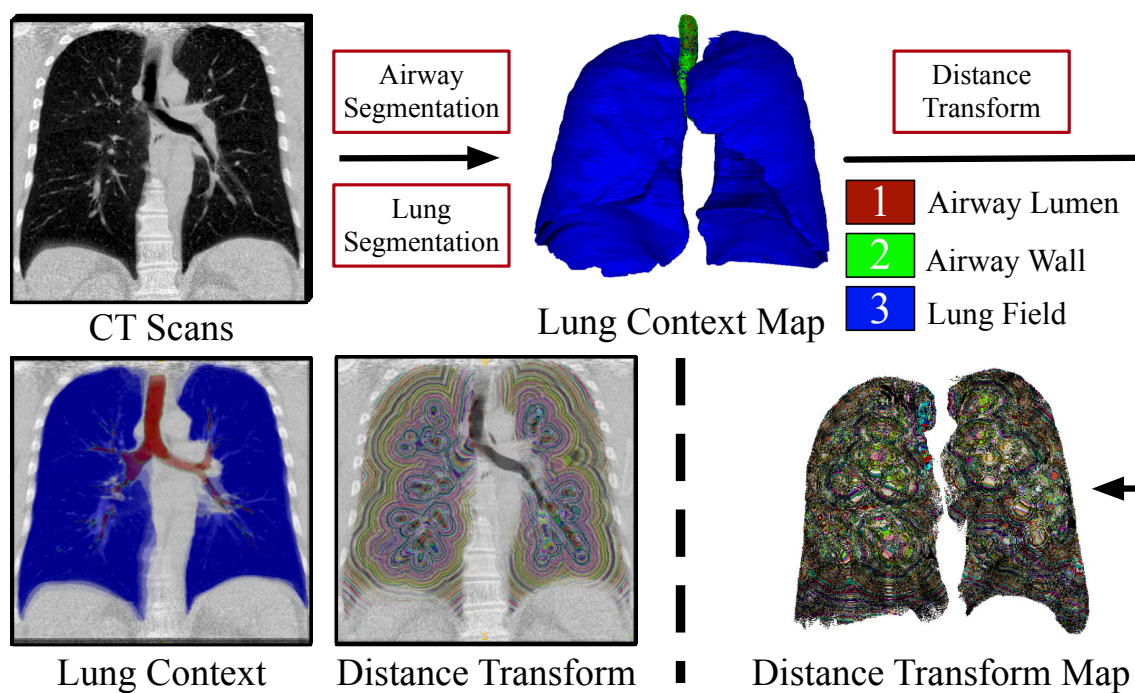 Airway
Segmentation
Lung
Segmentation
Distance
Transform
1 Airway Lumen
2 Airway Wall
3 Lung Field
CT Scans
Lung Context Map
Lung Context
Distance Transform
Distance Transform Map